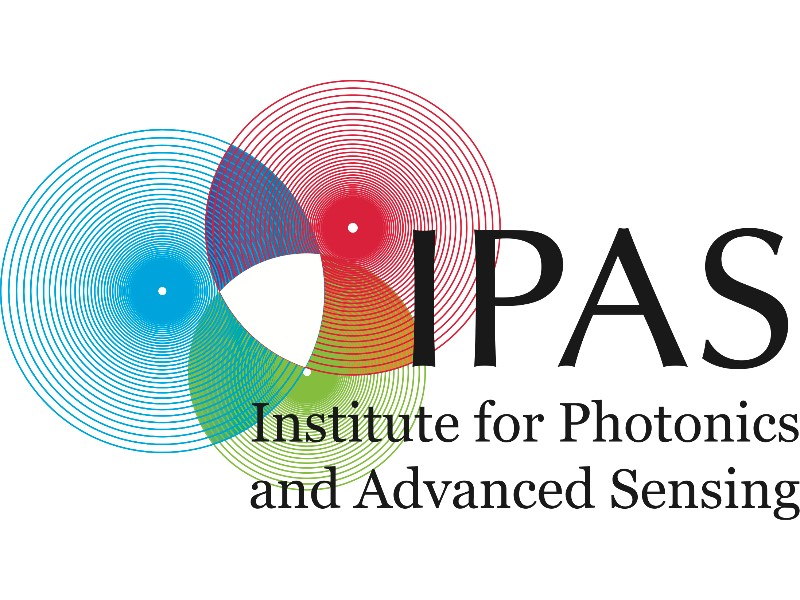 IPAS
Institute for Photonics
and Advanced Sensing